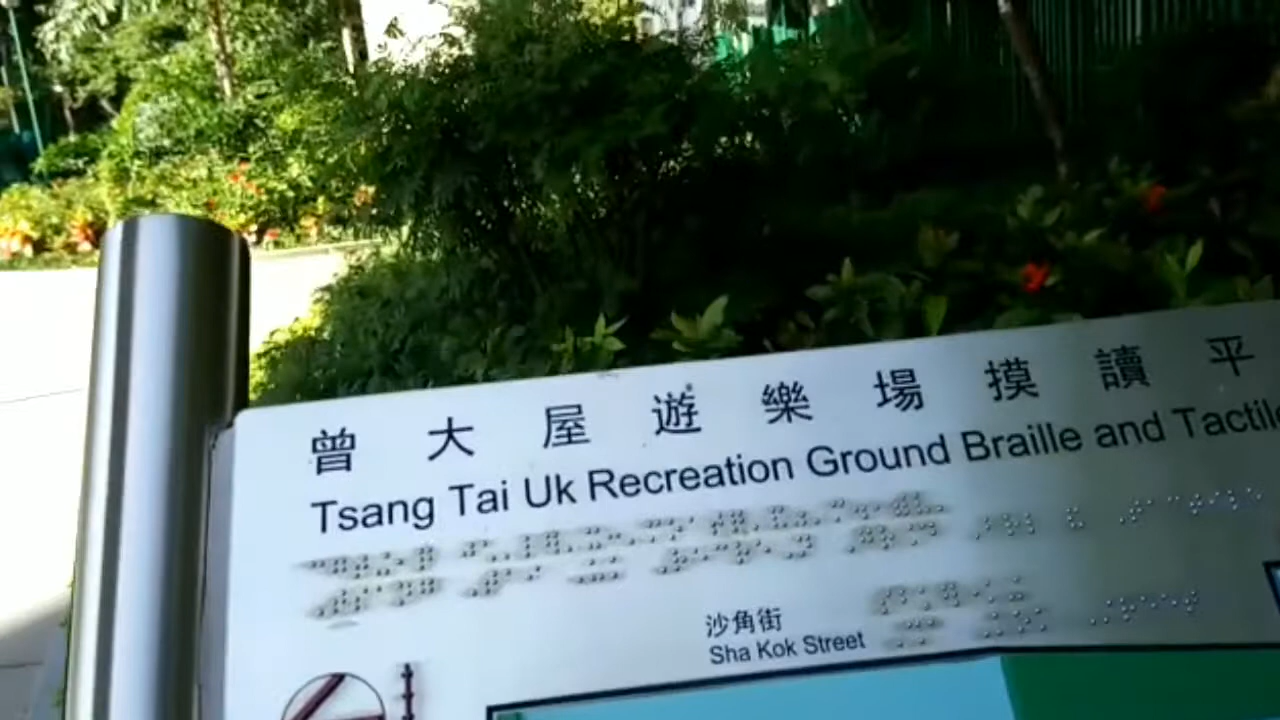 曾大屋遊樂場摸讀平
Tsang Tai Uk Recreation Ground Braille and Tactile
沙角街
Sha Kok Street